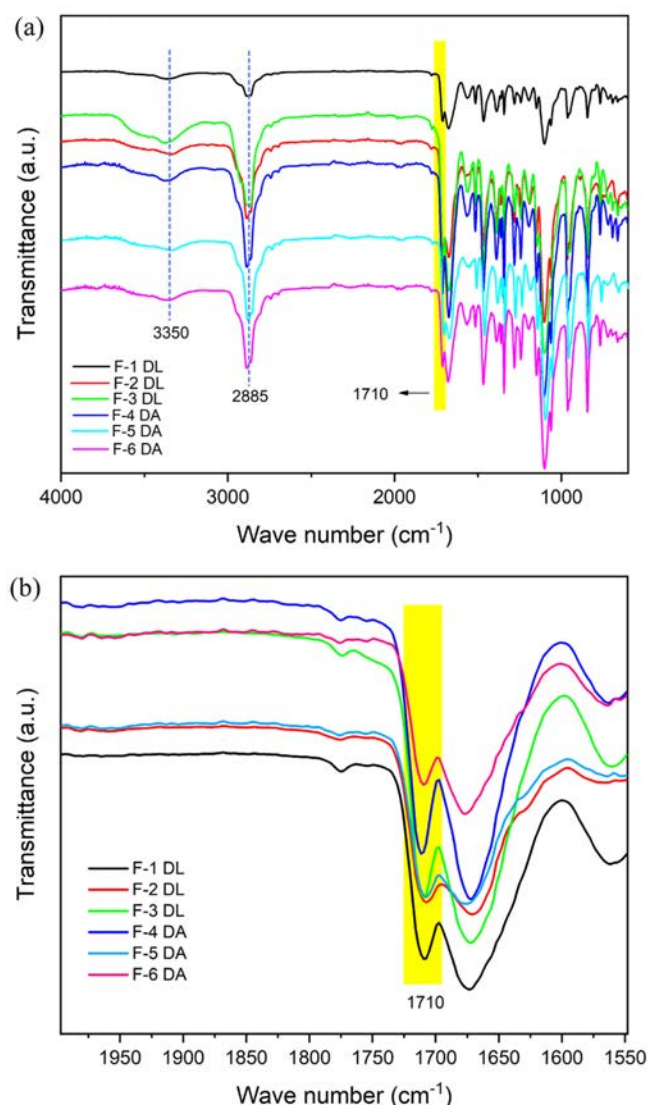 (a)
Transmittance (a.u.)
3350
2885
1710
F-1 DL
F-2 DL
F-3 DL
F-4 DA
F-5 DA
F-6 DA
4000 3000 2000 1000
Wave number (cm⁻¹)
(b)
Transmittance (a.u.)
F-1 DL
F-2 DL
F-3 DL
F-4 DA
F-5 DA
F-6 DA
1710
1950 1900 1850 1800 1750 1700 1650 1600 1550
Wave number (cm⁻¹)